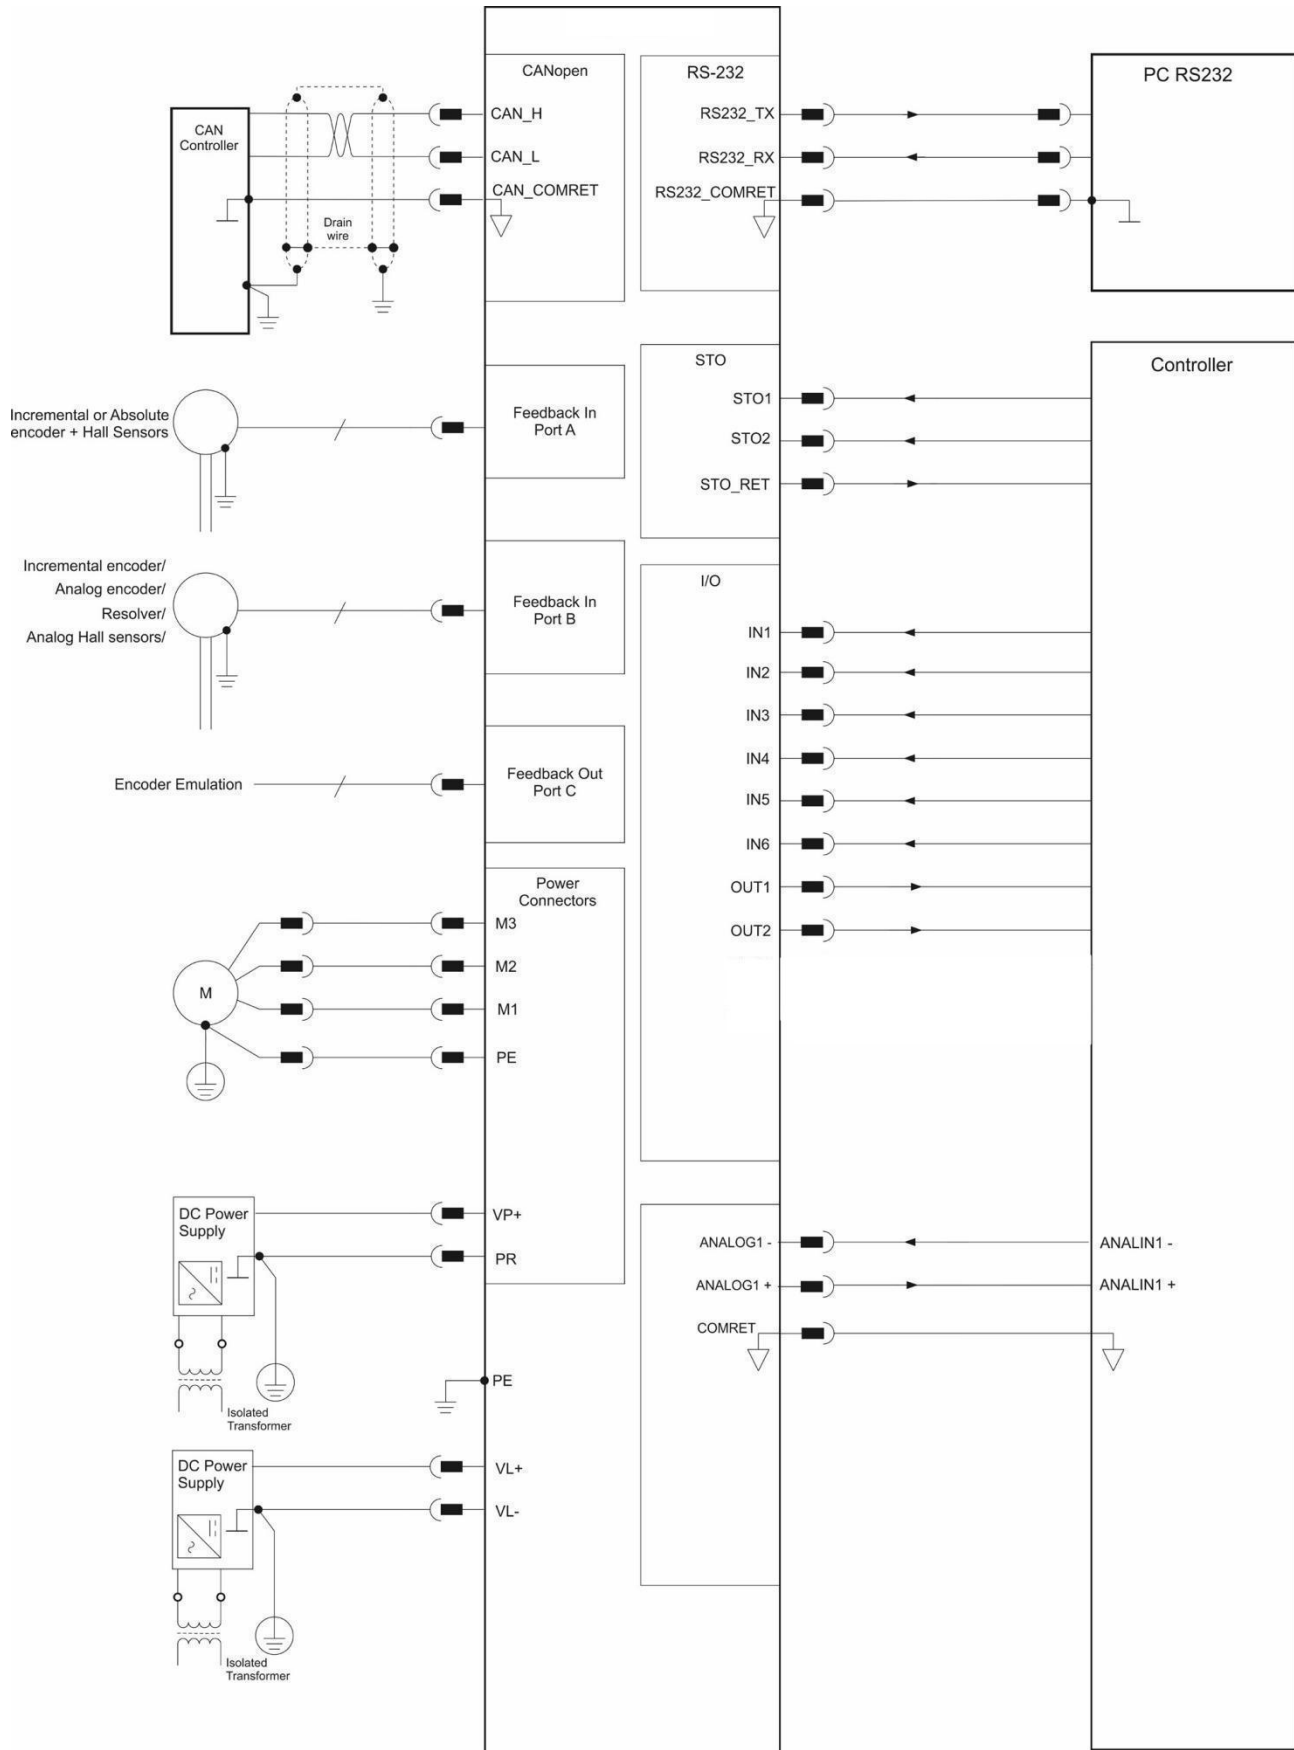 CANopen
RS-232
PC RS232
CAN
Controller
CAN_H
CAN_L
CAN_COMRET
Drain
wire
RS232_TX
RS232_RX
RS232_COMRET
Incremental or Absolute
encoder + Hall Sensors
Feedback In
Port A
STO
STO1
STO2
STO_RET
Controller
Incremental encoder/
Analog encoder/
Resolver/
Analog Hall sensors/
Feedback In
Port B
I/O
IN1
IN2
IN3
IN4
IN5
IN6
OUT1
OUT2
Encoder Emulation
Feedback Out
Port C
Power
Connectors
M3
M2
M1
PE
M
DC Power
Supply
VP+
PR
Isolated
Transformer
PE
ANALOG1 -
ANALOG1 +
COMRET
ANALIN1 -
ANALIN1 +
DC Power
Supply
VL+
VL-
Isolated
Transformer